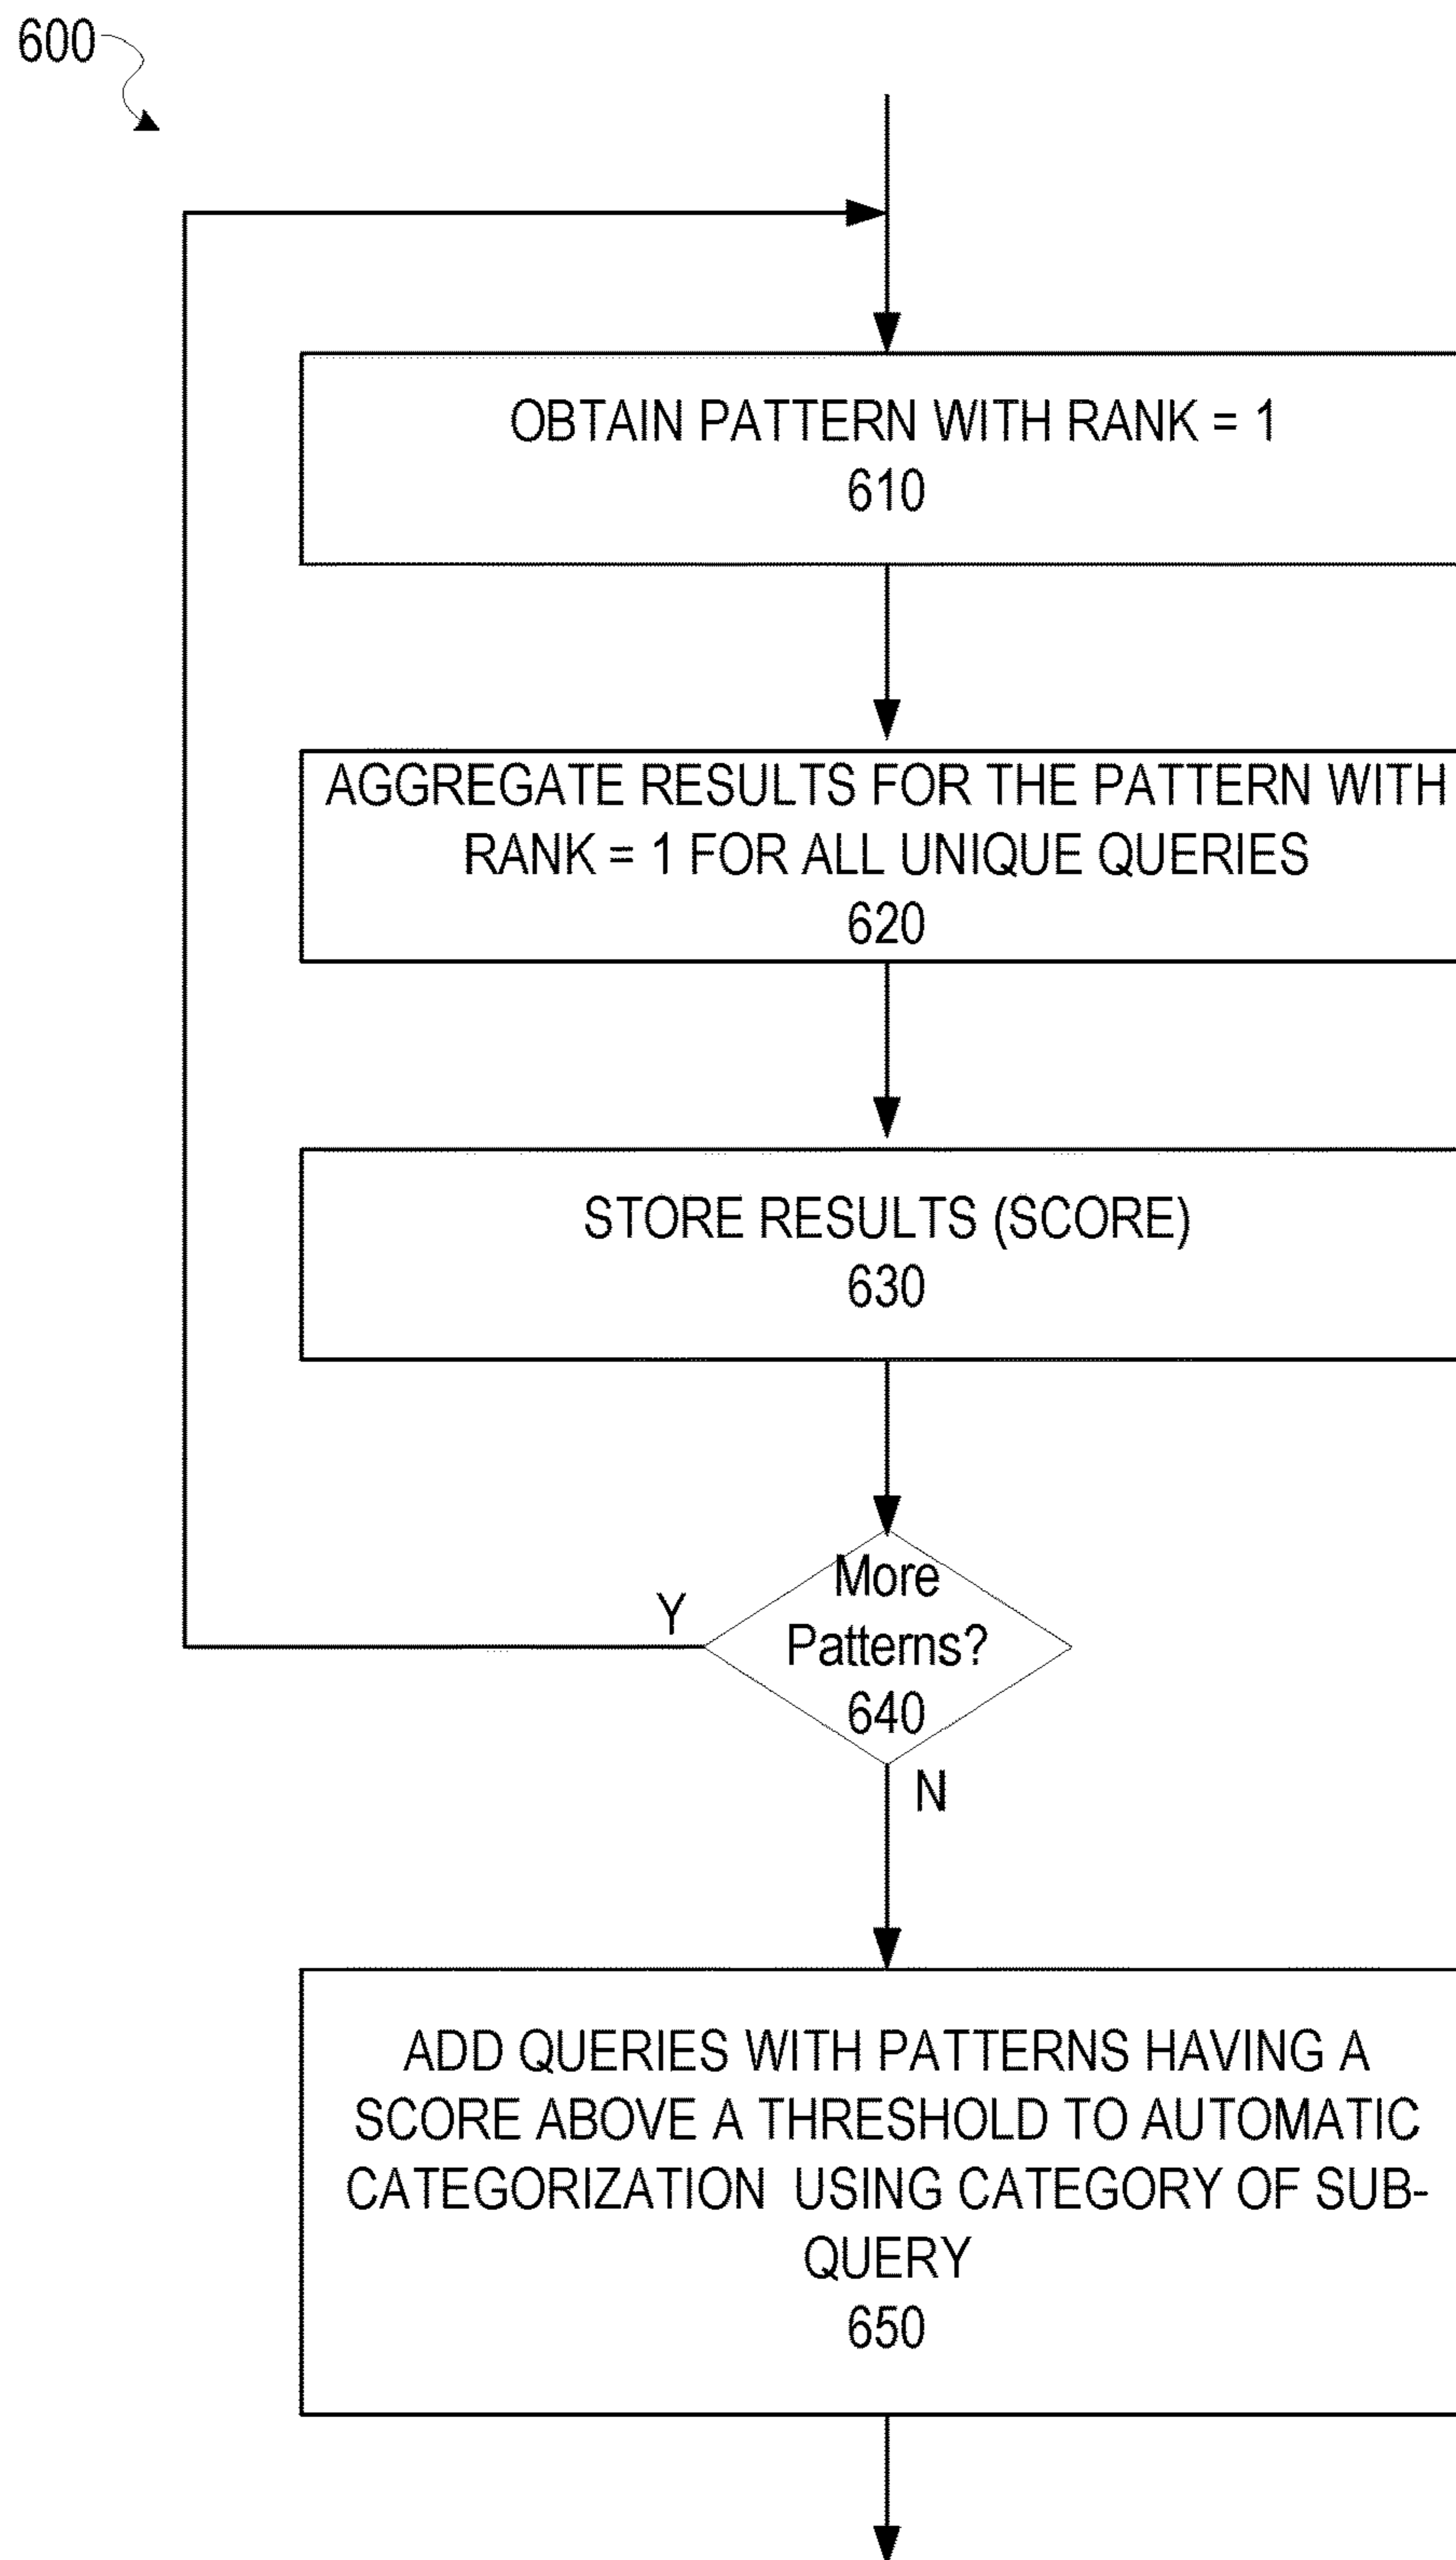 600
OBTAIN PATTERN WITH RANK = 1
610
AGGREGATE RESULTS FOR THE PATTERN WITH
RANK = 1 FOR ALL UNIQUE QUERIES
620
STORE RESULTS (SCORE)
630
More
Patterns?
640
Y
N
ADD QUERIES WITH PATTERNS HAVING A
SCORE ABOVE A THRESHOLD TO AUTOMATIC
CATEGORIZATION USING CATEGORY OF SUB-
QUERY
650